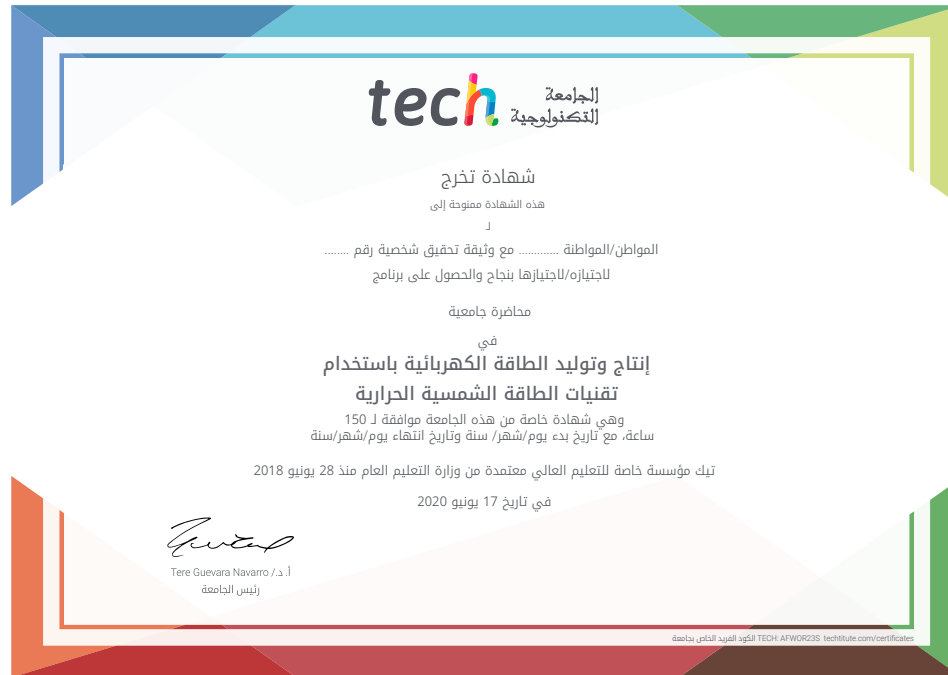 tech الجامعة
التكنولوجية
شهادة تخرج
هذه الشهادة ممنوحة إلى
لـ
المواطن/المواطنة ............. مع وثيقة تحقيق شخصية رقم ........
لاجتيازه/لاجتيازها بنجاح والحصول على برنامج
محاضرة جامعية
في
إنتاج وتوليد الطاقة الكهربائية باستخدام
تقنيات الطاقة الشمسية الحرارية
وهي شهادة خاصة من هذه الجامعة موافقة لـ 150
ساعة، مع تاريخ بدء يوم/شهر/ سنة وتاريخ انتهاء يوم/شهر/سنة
تيك مؤسسة خاصة للتعليم العالي معتمدة من وزارة التعليم العام منذ 28 يونيو 2018
في تاريخ 17 يونيو 2020
أ. د./ Tere Guevara Navarro
رئيس الجامعة
الكود الفريد الخاص بجامعة TECH: AFWOR23S techtitute.com/certificates